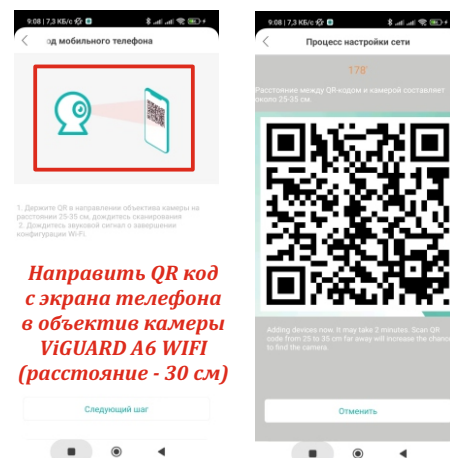 9:08 | 7,3 КБ/с
од мобильного телефона
1. Держите QR в направлении объектива камеры на
расстоянии 25-35 см, дождитесь сканирования
2. Дождитесь звуковой сигнал о завершении
конфигурации Wi-Fi.
Направить QR код
с экрана телефона
в объектив камеры
ViGUARD A6 WIFI
(расстояние - 30 см)
Следующий шаг
9:08 | 7,3 КБ/с
Процесс настройки сети
178'
Расстояние между QR-кодом и камерой составляет
около 25-35 см.
Adding devices now. It may take 2 minutes. Scan QR
code from 25 to 35 cm far away will increase the chance
to find the camera.
Отменить